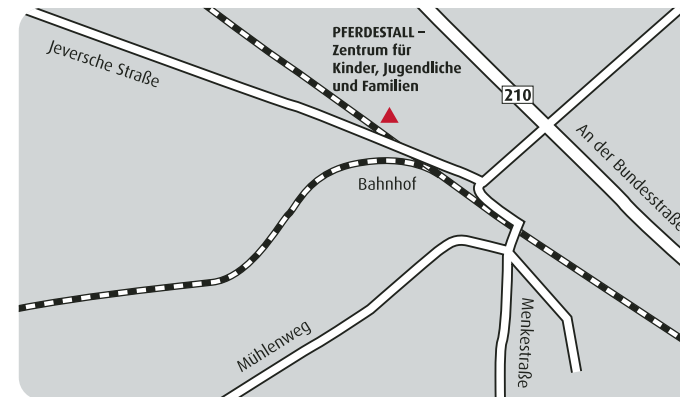 PFERDESTALL –
Zentrum für
Kinder, Jugendliche
und Familien
Jeversche Straße
210
An der Bundesstraße
Bahnhof
Mühlenweg
Menkestraße